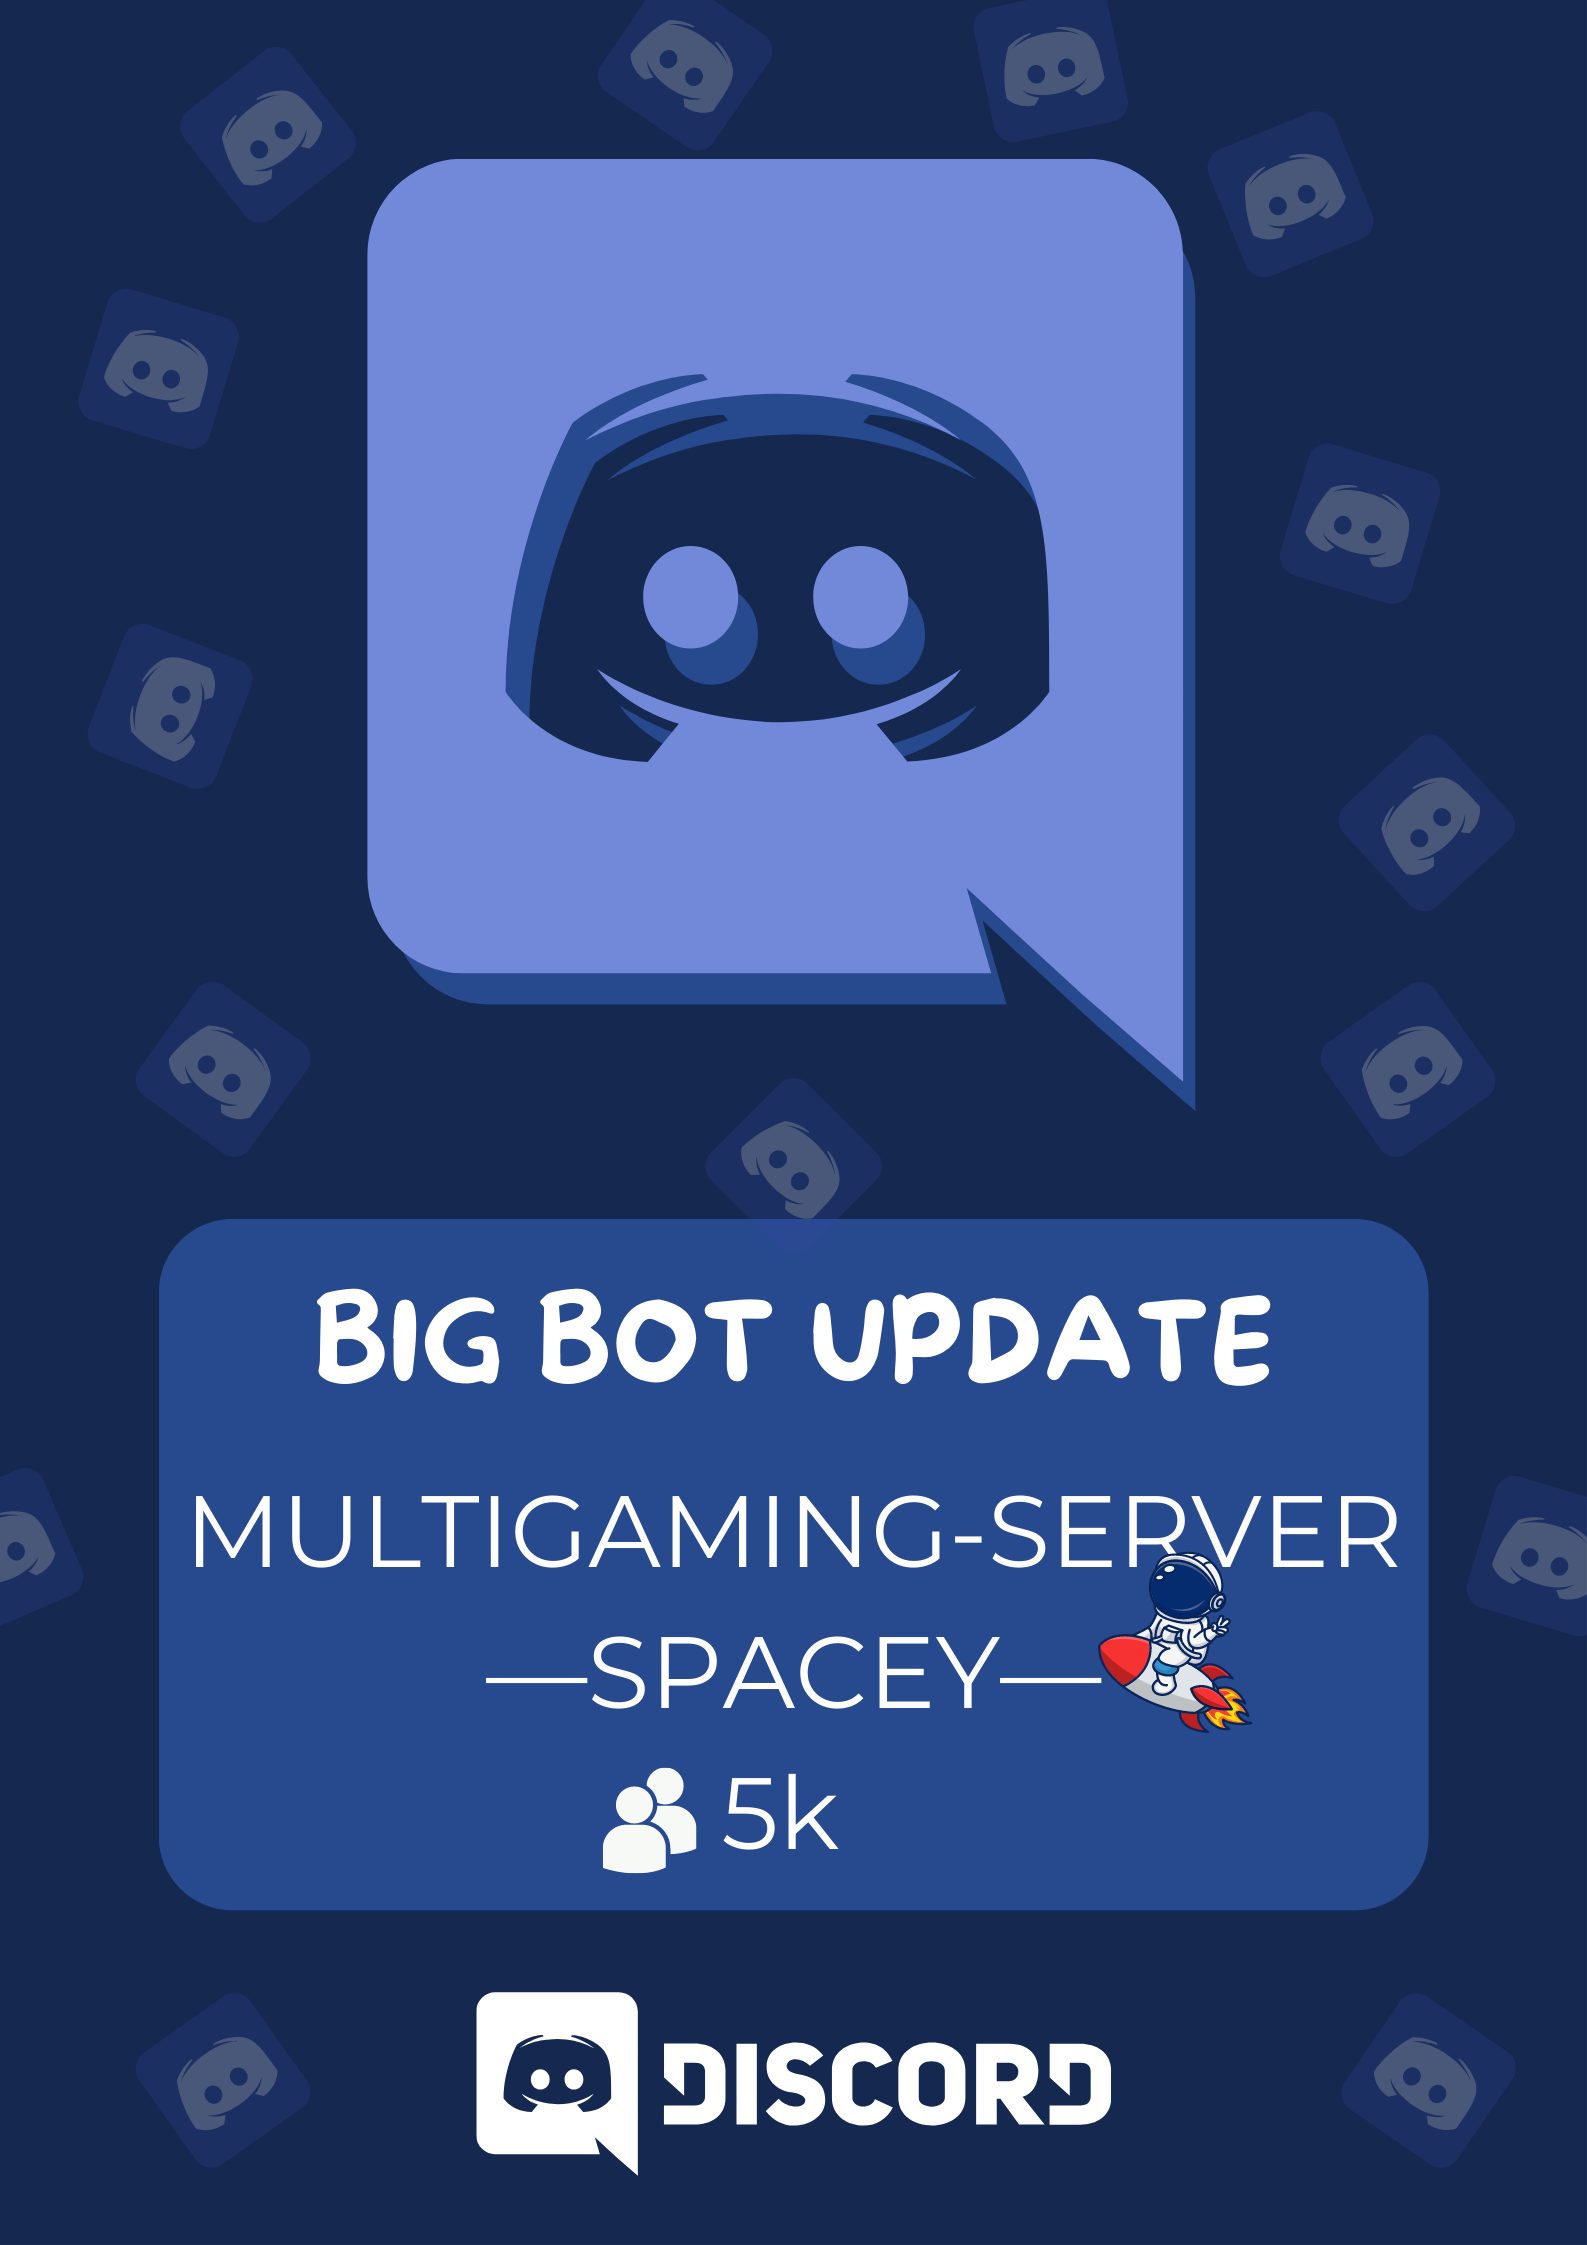 BIG BOT UPDATE
MULTIGAMING-SERVER
—SPACEY—
5k
DISCORD